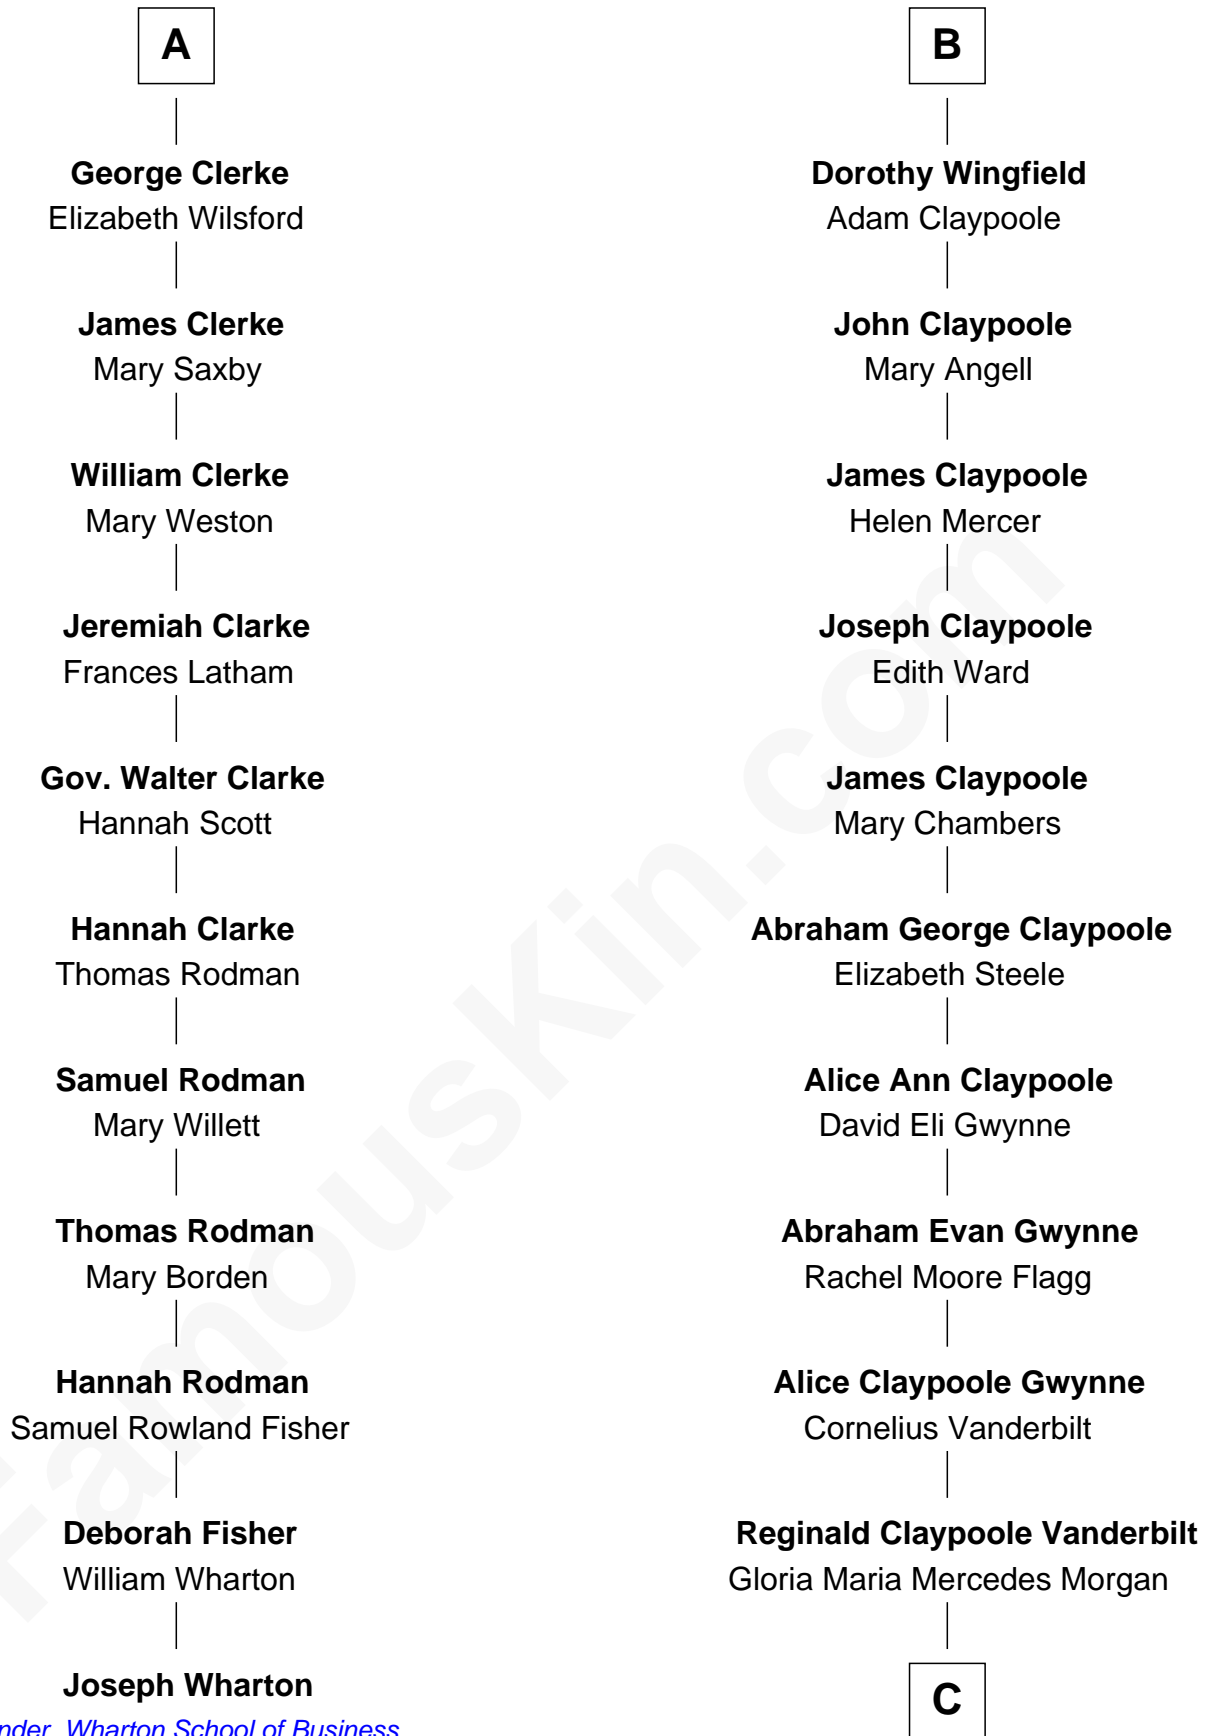 A
George Clerke
Elizabeth Wilsford
James Clerke
Mary Saxby
William Clerke
Mary Weston
Jeremiah Clarke
Frances Latham
Gov. Walter Clarke
Hannah Scott
Hannah Clarke
Thomas Rodman
Samuel Rodman
Mary Willett
Thomas Rodman
Mary Borden
Hannah Rodman
Samuel Rowland Fisher
Deborah Fisher
William Wharton
Joseph Wharton
nder, Wharton School of Business
B
Dorothy Wingfield
Adam Claypoole
John Claypoole
Mary Angell
James Claypoole
Helen Mercer
Joseph Claypoole
Edith Ward
James Claypoole
Mary Chambers
Abraham George Claypoole
Elizabeth Steele
Alice Ann Claypoole
David Eli Gwynne
Abraham Evan Gwynne
Rachel Moore Flagg
Alice Claypoole Gwynne
Cornelius Vanderbilt
Reginald Claypoole Vanderbilt
Gloria Maria Mercedes Morgan
C
FamousKin.com